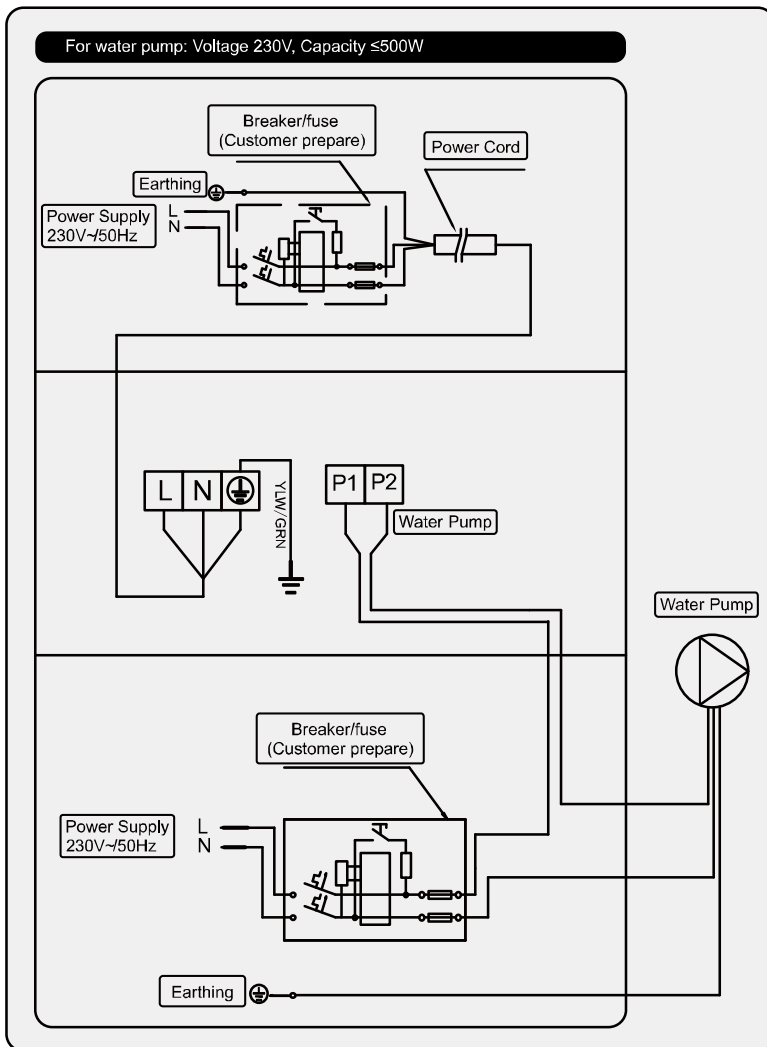 For water pump: Voltage 230V, Capacity ≤500W
Breaker/fuse
(Customer prepare)
Power Cord
Earthing
Power Supply
230V~/50Hz
L
N
L N
YLW/GRN
P1 P2
Water Pump
Water Pump
Breaker/fuse
(Customer prepare)
Power Supply
230V~/50Hz
L
N
Earthing